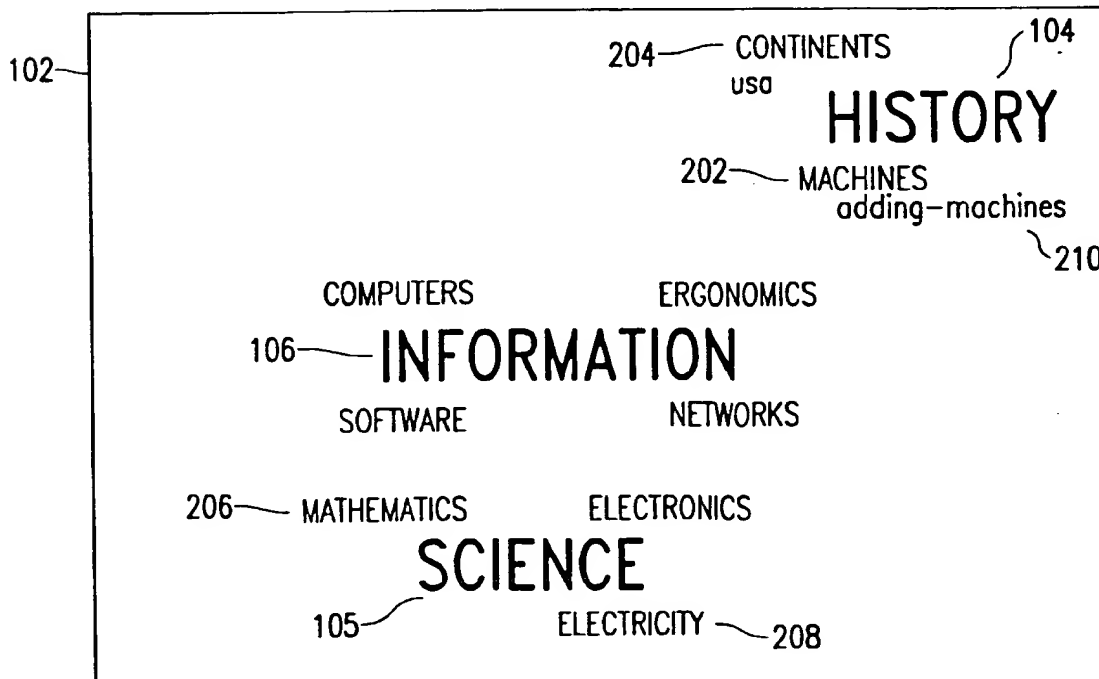 204 CONTINENTS 104
102
usa
HISTORY
202 MACHINES
adding-machines
210
COMPUTERS ERGONOMICS
106 INFORMATION
SOFTWARE NETWORKS
206 MATHEMATICS ELECTRONICS
SCIENCE
105 ELECTRICITY 208